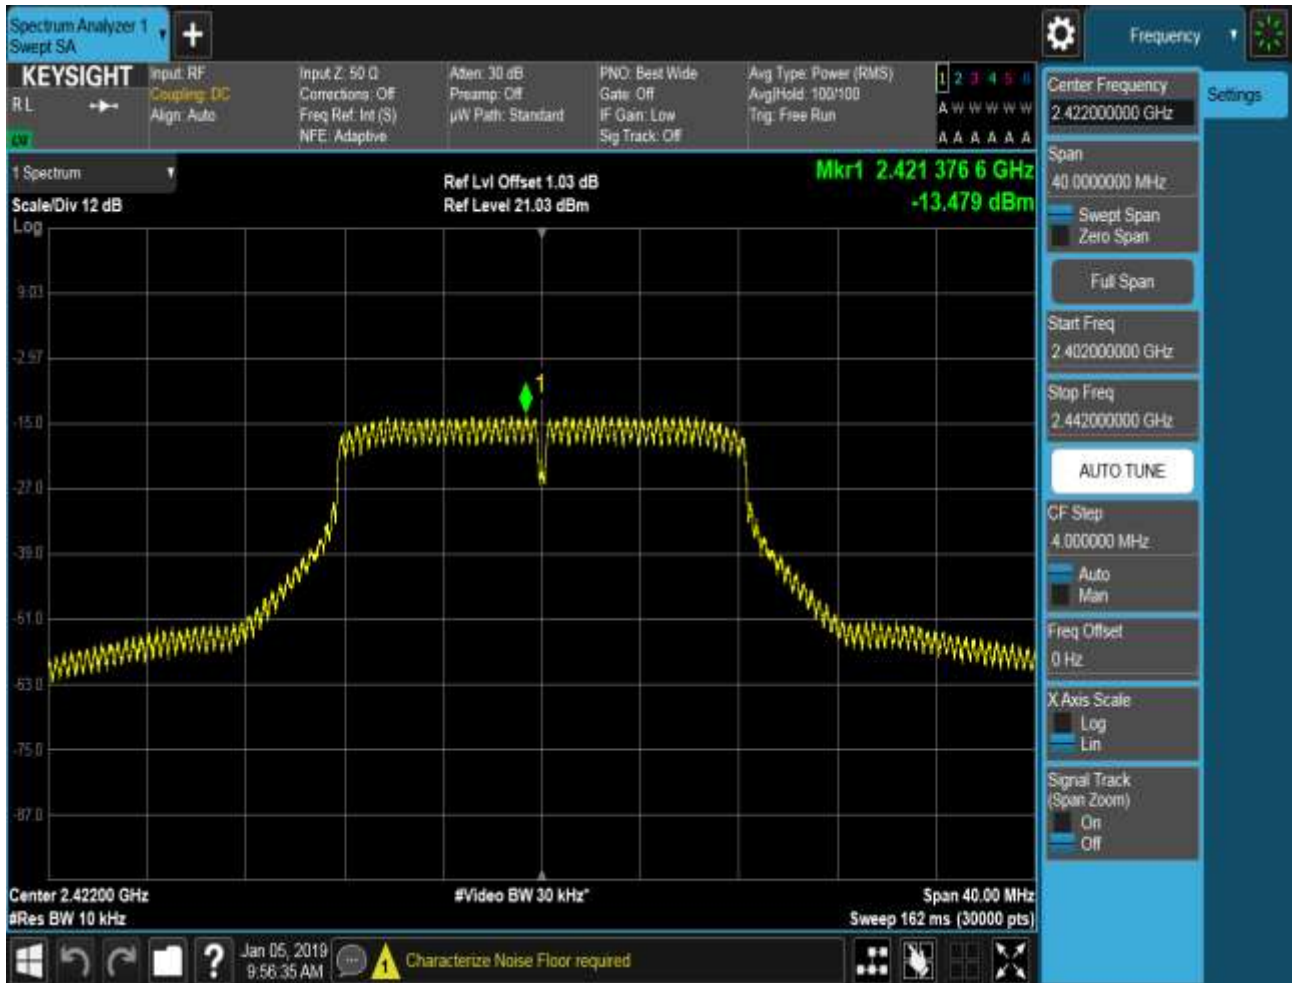 Spectrum Analyzer 1
Swept SA
+
Frequency
KEYSIGHT
R L
LXI
Input: RF
Coupling: DC
Align: Auto
Input Z: 50 Ω
Corrections: Off
Freq Ref: Int (S)
NFE: Adaptive
Atten: 30 dB
Preamp: Off
µW Path: Standard
PNO: Best Wide
Gate: Off
IF Gain: Low
Sig Track: Off
Avg Type: Power (RMS)
Avg|Hold: 100/100
Trig: Free Run
1 2 3 4 5 6
A W W W W W
A A A A A A
1 Spectrum
Scale/Div 12 dB
Log
Ref Lvl Offset 1.03 dB
Ref Level 21.03 dBm
Mkr1 2.421 376 6 GHz
-13.479 dBm
9.03
-2.97
1
-15.0
-27.0
-39.0
-51.0
-63.0
-75.0
-87.0
Center 2.42200 GHz
#Res BW 10 kHz
#Video BW 30 kHz*
Span 40.00 MHz
Sweep 162 ms (30000 pts)
Center Frequency
2.422000000 GHz
Settings
Span
40.0000000 MHz
Swept Span
Zero Span
Full Span
Start Freq
2.402000000 GHz
Stop Freq
2.442000000 GHz
AUTO TUNE
CF Step
4.000000 MHz
Auto
Man
Freq Offset
0 Hz
X Axis Scale
Log
Lin
Signal Track
(Span Zoom)
On
Off
?
Jan 05, 2019
9:56:35 AM
1
Characterize Noise Floor required